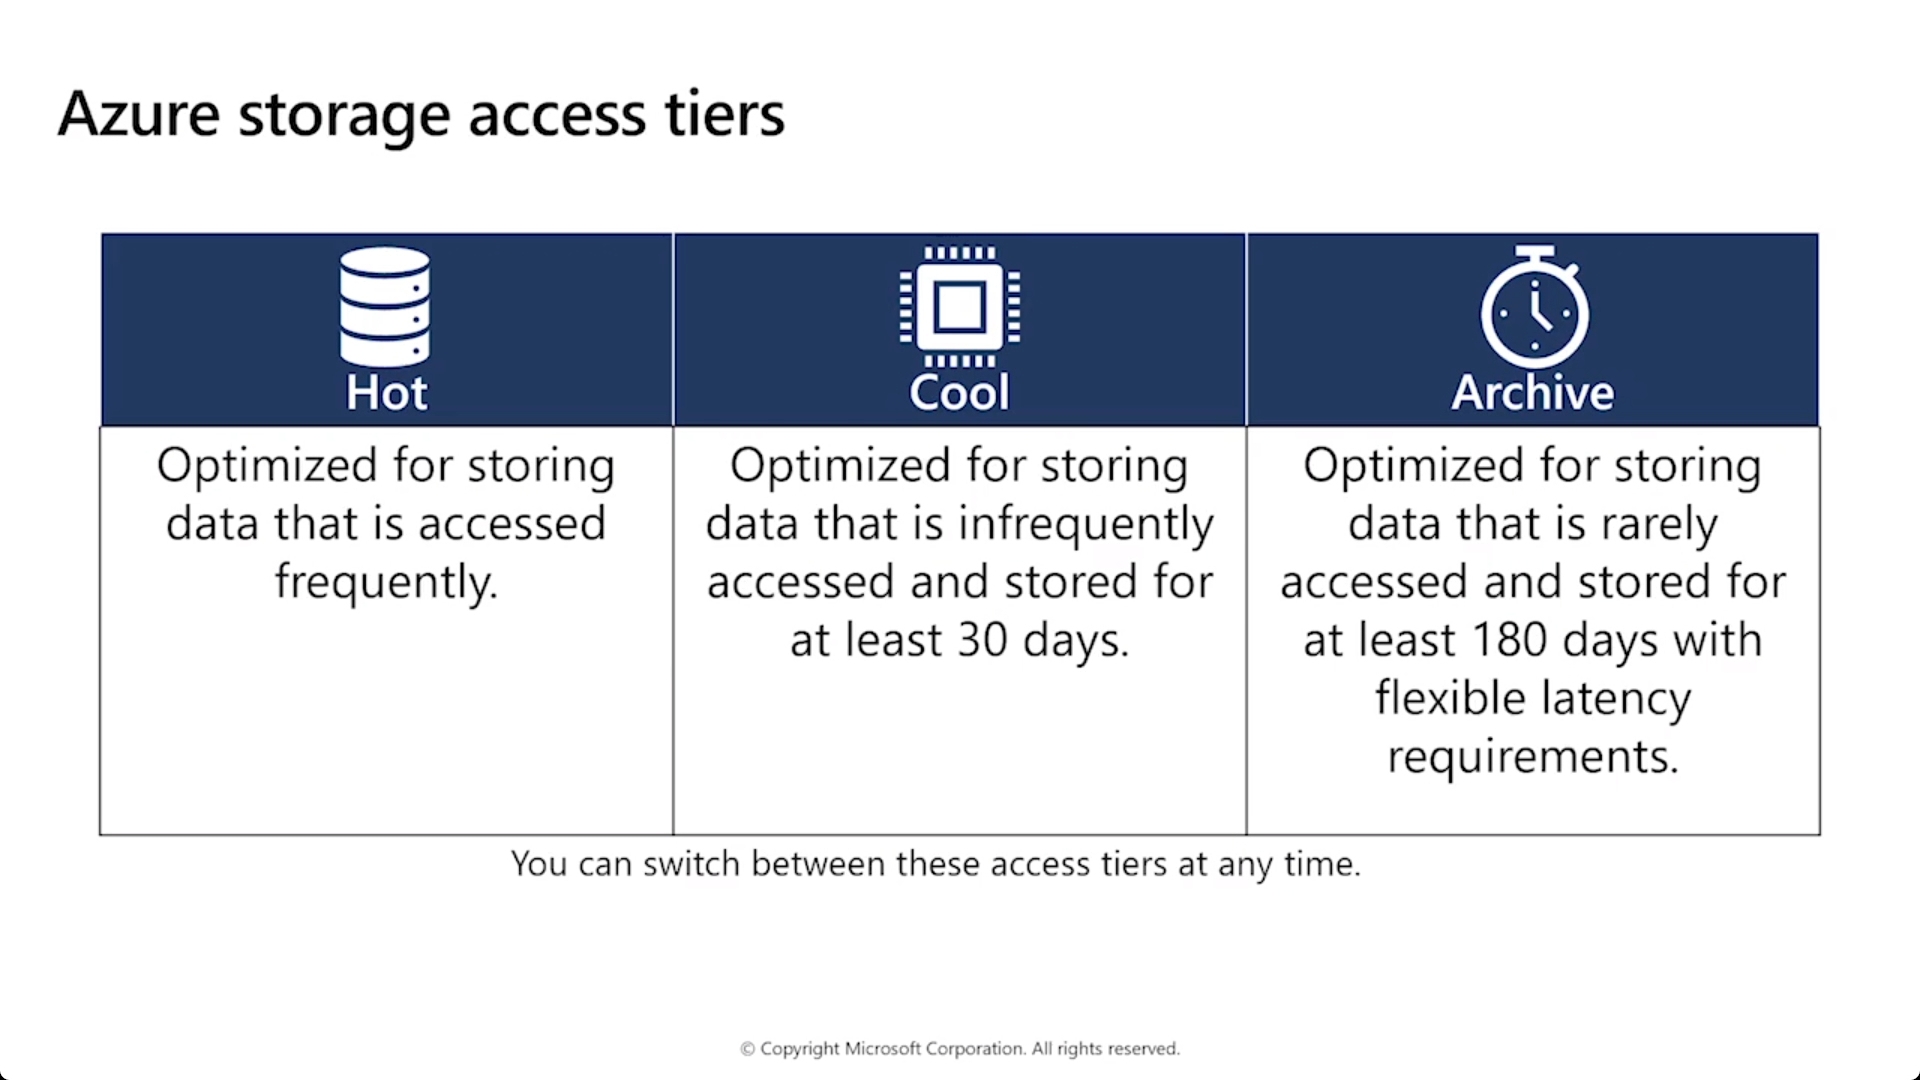 Azure storage access tiers
Hot
Cool
Archive
Optimized for storing
data that is accessed
frequently.
Optimized for storing
data that is infrequently
accessed and stored for
at least 30 days.
Optimized for storing
data that is rarely
accessed and stored for
at least 180 days with
flexible latency
requirements.
You can switch between these access tiers at any time.
© Copyright Microsoft Corporation. All rights reserved.